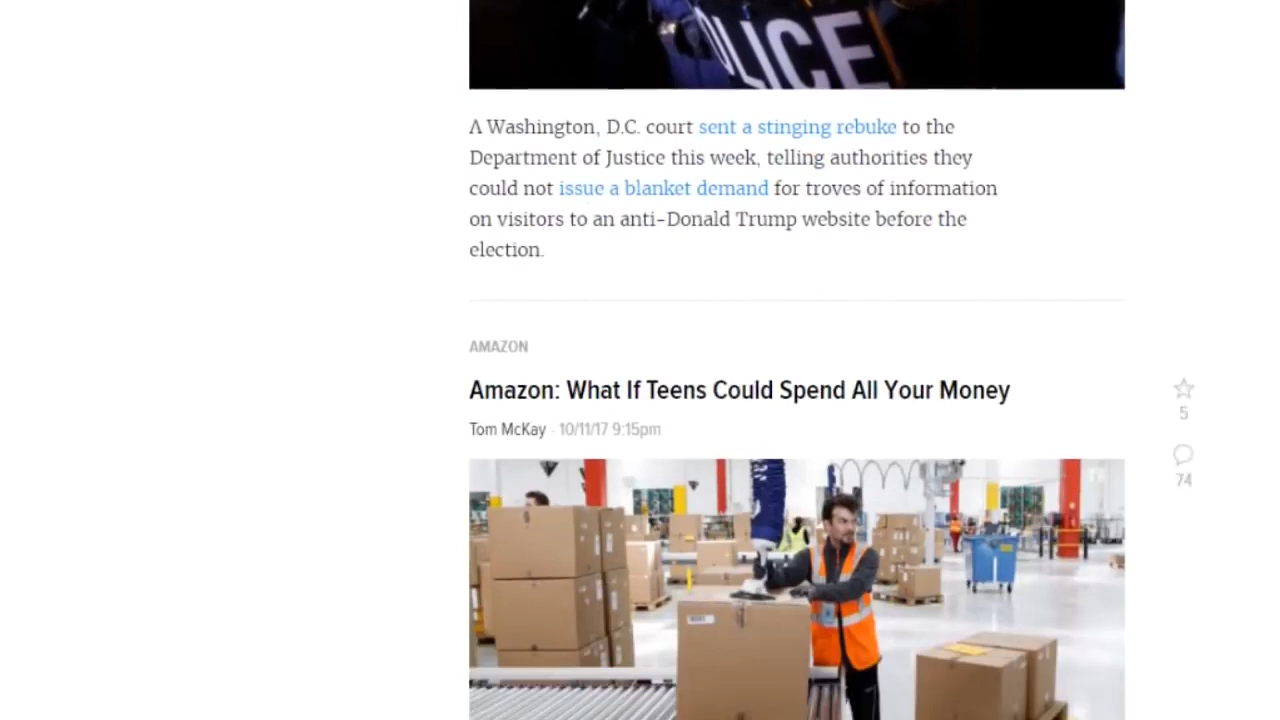 OLICE
A Washington, D.C. court sent a stinging rebuke to the
Department of Justice this week, telling authorities they
could not issue a blanket demand for troves of information
on visitors to an anti-Donald Trump website before the
election.
AMAZON
Amazon: What If Teens Could Spend All Your Money
Tom McKay · 10/11/17 9:15pm
5
74